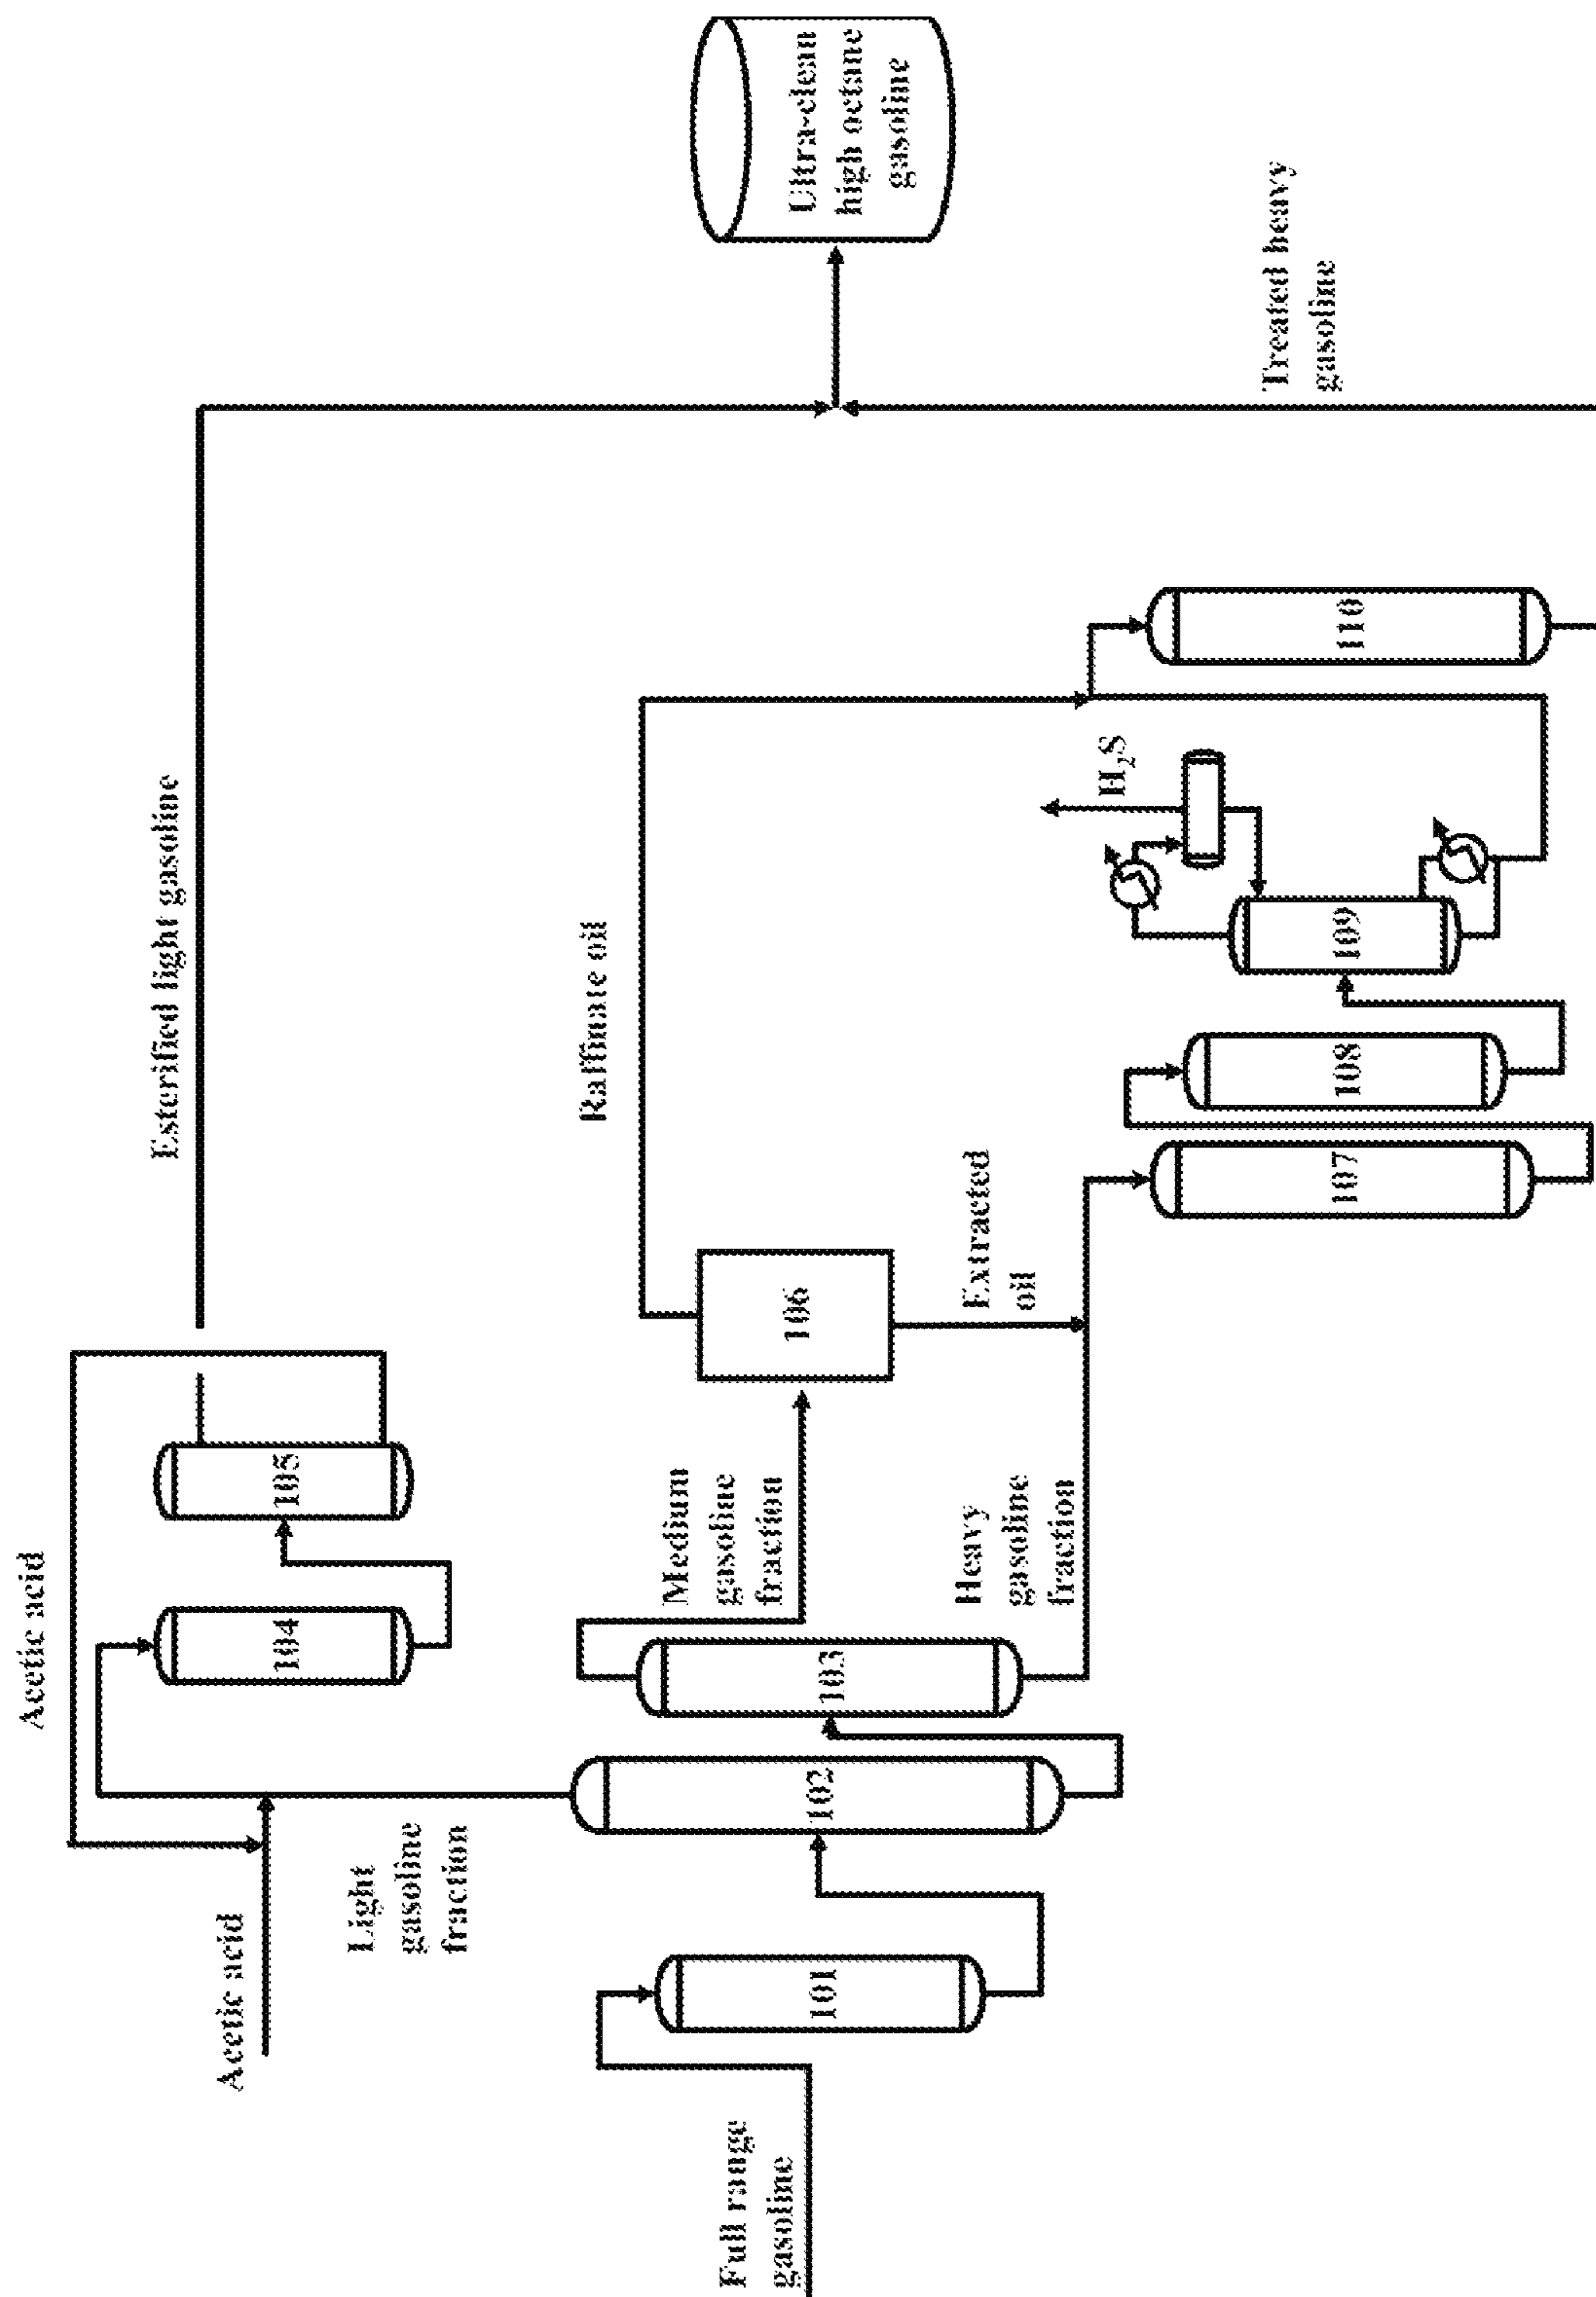 Acetic acid
Acetic acid
Esterified light gasoline
Light
gasoline
fraction
104
105
Full range
gasoline
101
102
103
Medium
gasoline
fraction
Heavy
gasoline
fraction
106
Extracted
oil
Raffinate oil
107
108
109
H₂S
110
Treated heavy
gasoline
Ultra-clean
high octane
gasoline